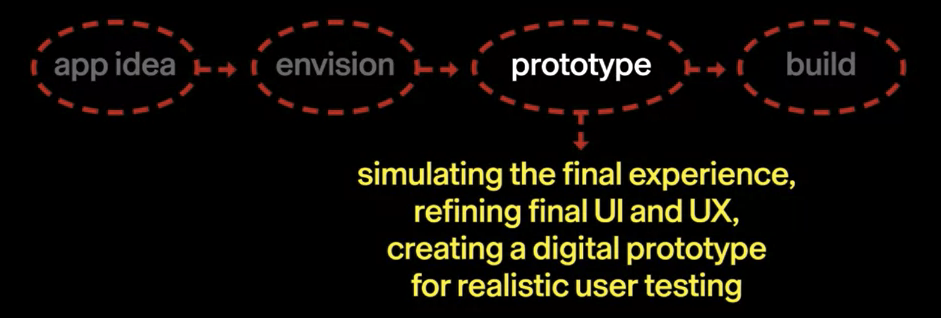 app idea
envision
prototype
build
simulating the final experience,
refining final UI and UX,
creating a digital prototype
for realistic user testing